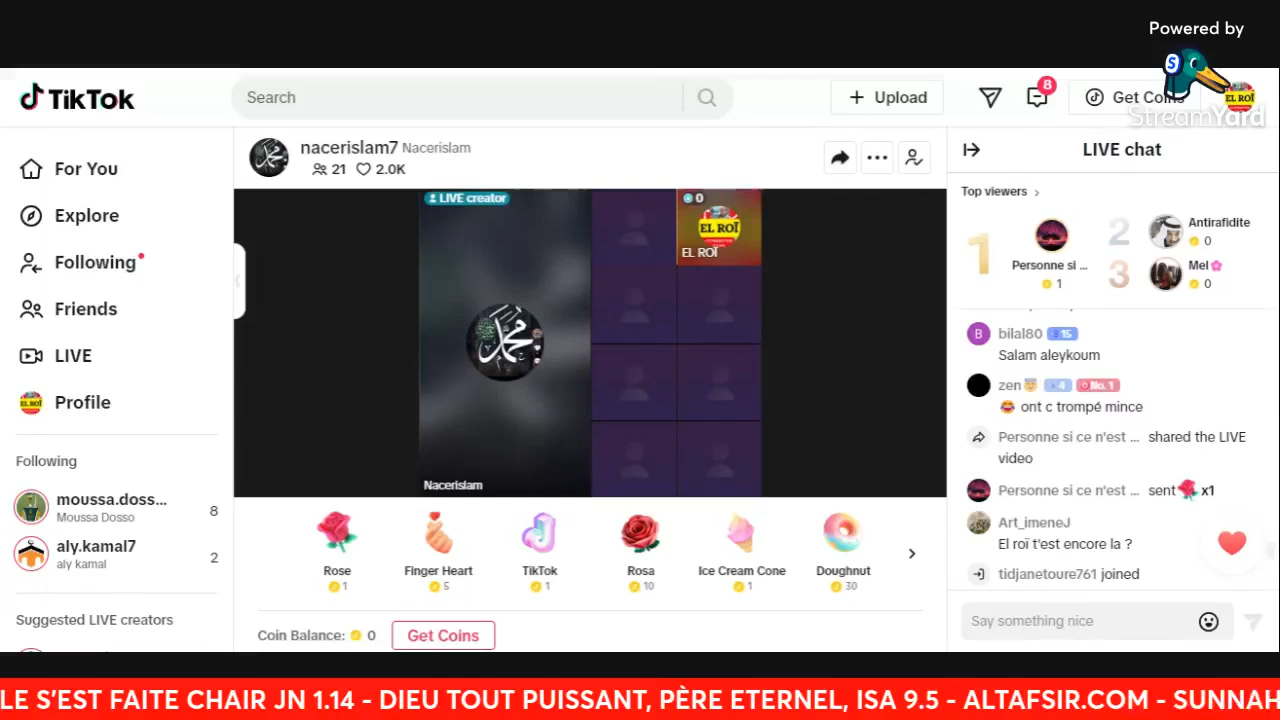 Powered by
StreamYard
TikTok
Search
Upload
8
Get Coins
EL ROÏ
For You
Explore
Following
Friends
LIVE
Profile
Following
moussa.doss...
Moussa Dosso
8
aly.kamal7
aly kamal
2
Suggested LIVE creators
nacerislam7 Nacerislam
21 2.0K
LIVE creator
0
EL ROÏ
EL ROÏ
محمد
Nacerislam
Rose
1
Finger Heart
5
TikTok
1
Rosa
10
Ice Cream Cone
1
Doughnut
30
Coin Balance: 0
Get Coins
LIVE chat
Top viewers
1
Personne si ...
1
2
Antirafidite
0
3
Mel
0
B
bilal80 15
Salam aleykoum
zen 4 No. 1
ont c trompé mince
Personne si ce n'est ... shared the LIVE
video
Personne si ce n'est ... sent x1
Art_imeneJ
El roï t'est encore la ?
tidjanetoure761 joined
Say something nice
LE S'EST FAITE CHAIR JN 1.14 - DIEU TOUT PUISSANT, PÈRE ETERNEL, ISA 9.5 - ALTAFSIR.COM - SUNNAH